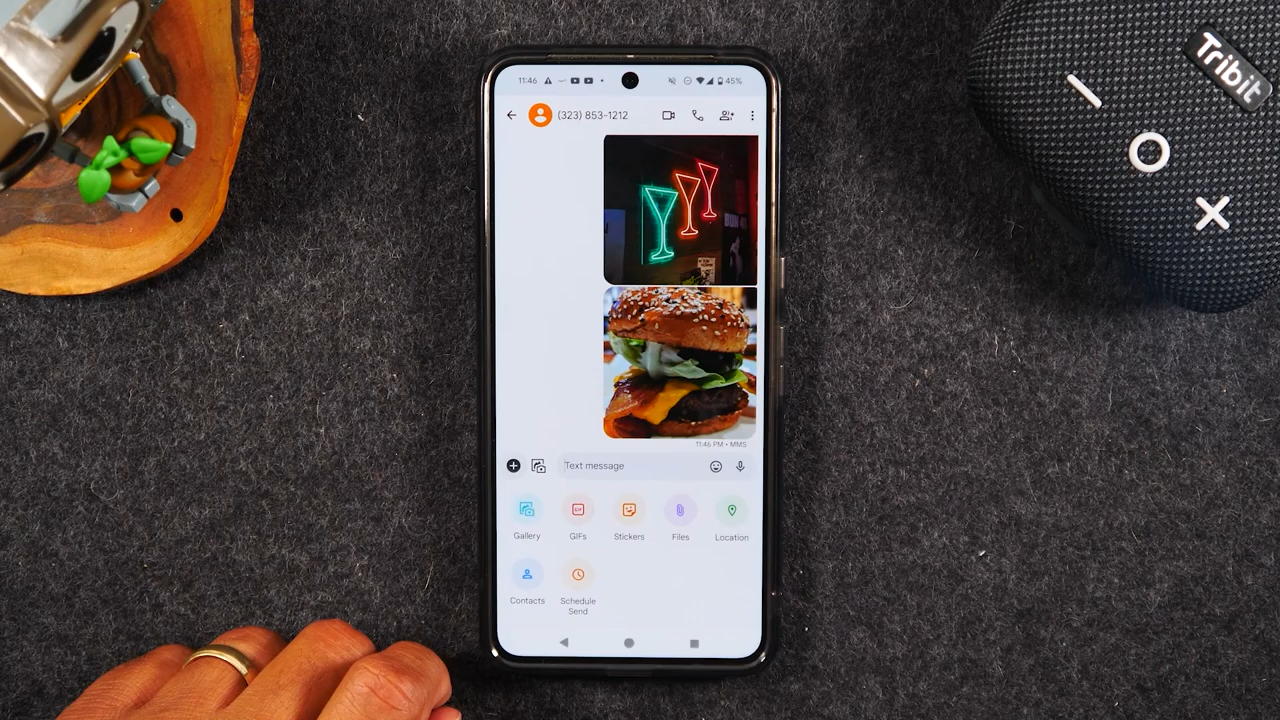 11:46
45%
(323) 853-1212
11:46 PM • MMS
Text message
GIF
Gallery
GIFs
Stickers
Files
Location
Contacts
Schedule
Send
Tribit